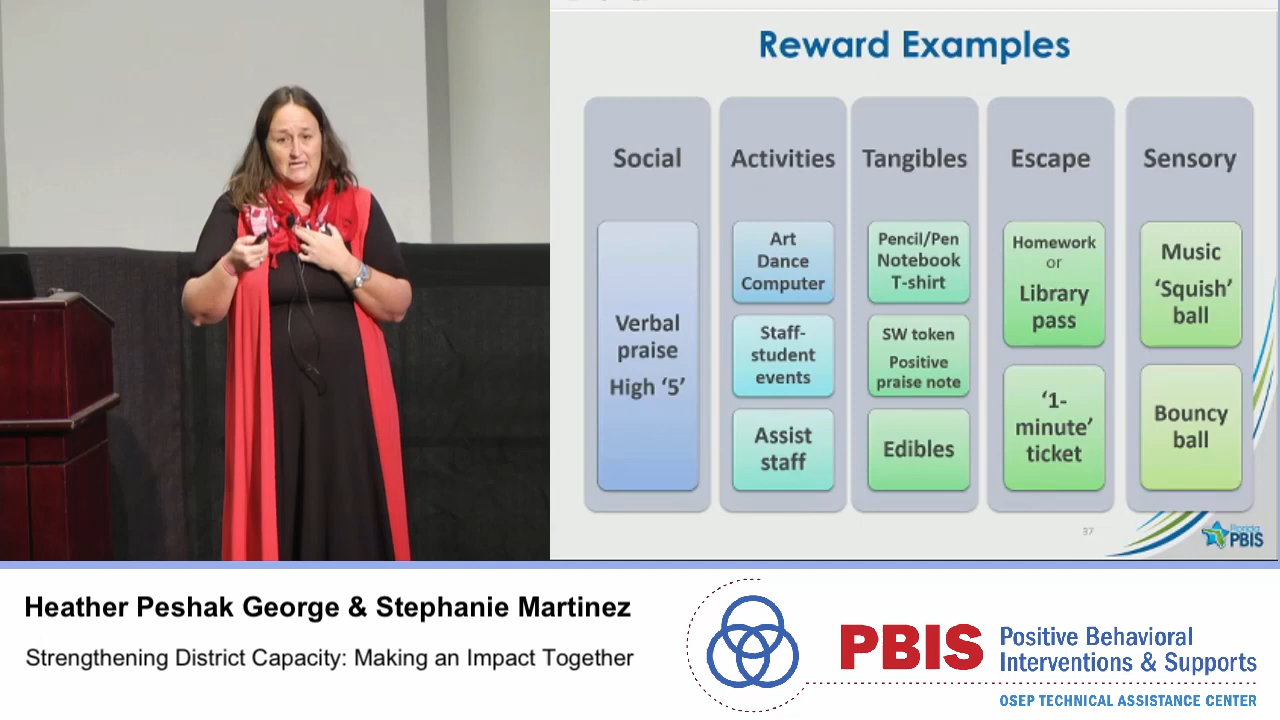 Reward Examples
Social
Activities
Tangibles
Escape
Sensory
Verbal
praise
High ‘5’
Art
Dance
Computer
Staff-
student
events
Assist
staff
Pencil/Pen
Notebook
T-shirt
SW token
Positive
praise note
Edibles
Homework
or
Library
pass
‘1-
minute’
ticket
Music
‘Squish’
ball
Bouncy
ball
37
Florida
PBIS
Heather Peshak George & Stephanie Martinez
Strengthening District Capacity: Making an Impact Together
PBIS
Positive Behavioral
Interventions & Supports
OSEP TECHNICAL ASSISTANCE CENTER